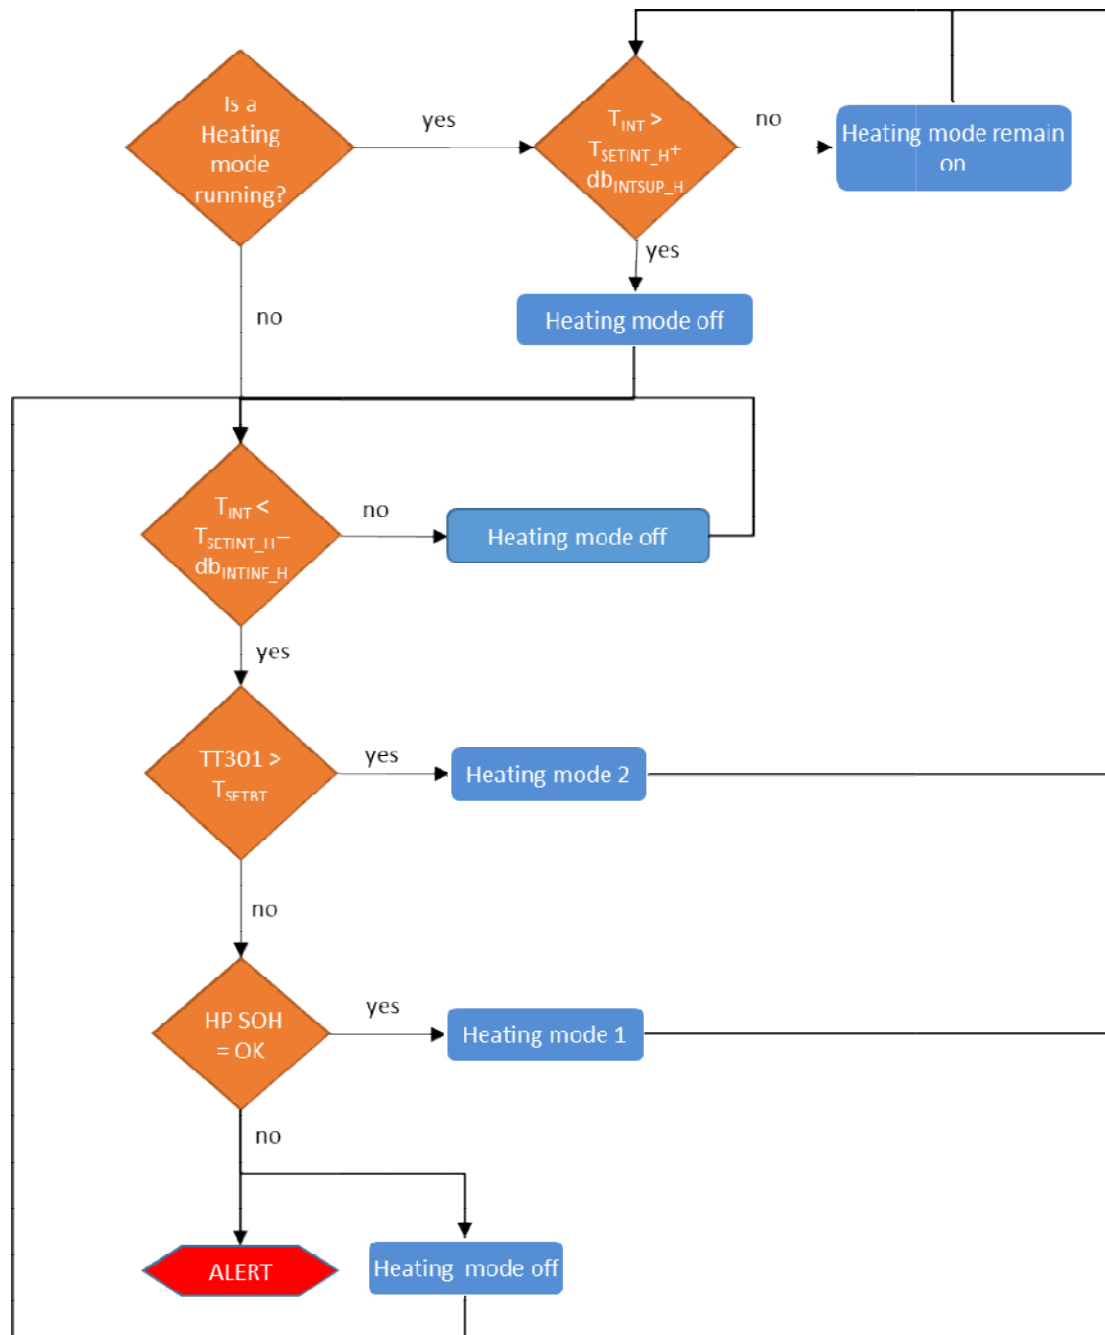 Is a
Heating
mode
running?
yes
T_INT >
T_SETINT_H+
db_INTSUP_H
no
Heating mode remain
on
yes
Heating mode off
no
T_INT <
T_SETINT_H−
db_INTINF_H
no
Heating mode off
yes
TT301 >
T_SETBT
yes
Heating mode 2
no
HP SOH
= OK
yes
Heating mode 1
no
ALERT
Heating mode off